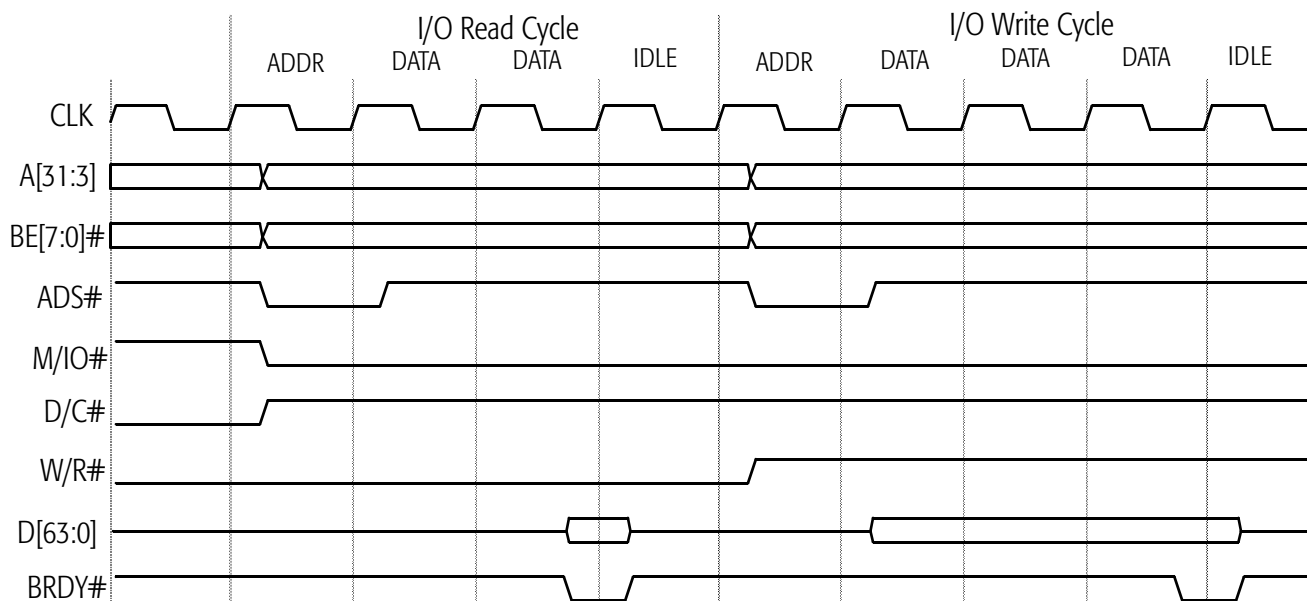 I/O Read Cycle I/O Write Cycle
ADDR DATA DATA IDLE ADDR DATA DATA DATA IDLE
CLK
A[31:3]
BE[7:0]#
ADS#
M/IO#
D/C#
W/R#
D[63:0]
BRDY#